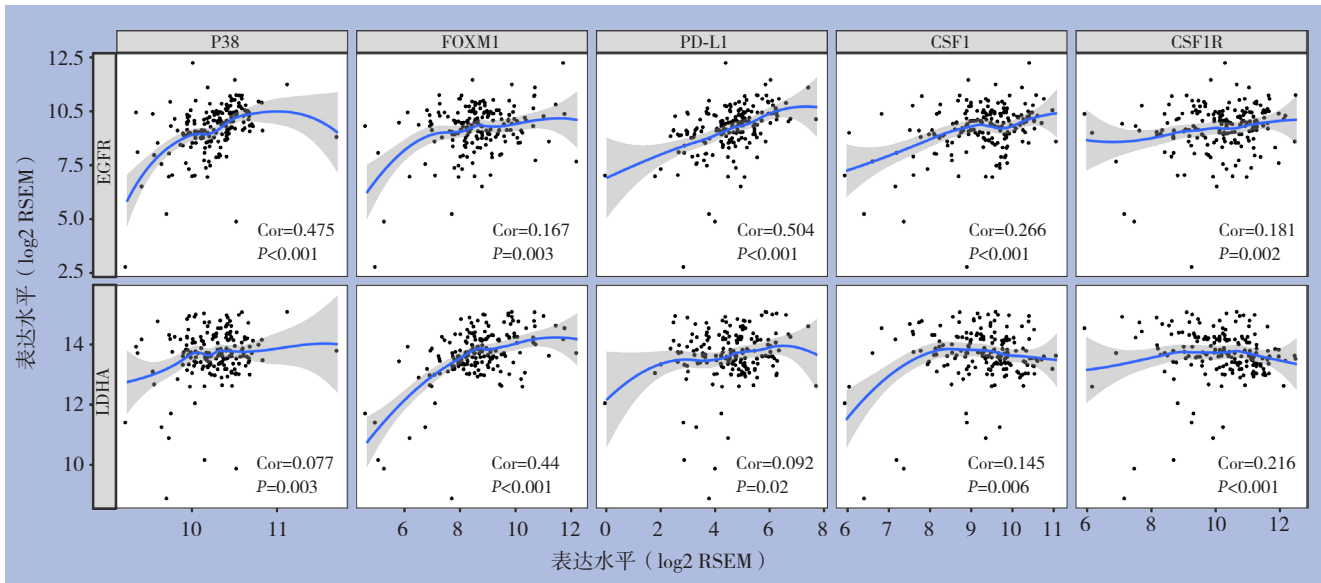 P38
FOXM1
PD-L1
CSF1
CSF1R
表达水平（log2 RSEM）
EGFR
12.5
10.5
7.5
5.0
2.5
Cor=0.475
P<0.001
Cor=0.167
P=0.003
Cor=0.504
P<0.001
Cor=0.266
P<0.001
Cor=0.181
P=0.002
LDHA
14
12
10
Cor=0.077
P=0.003
Cor=0.44
P<0.001
Cor=0.092
P=0.02
Cor=0.145
P=0.006
Cor=0.216
P<0.001
10 11
6 8 10 12
0 2 4 6 8
6 7 8 9 10 11
6 8 10 12
表达水平（log2 RSEM）